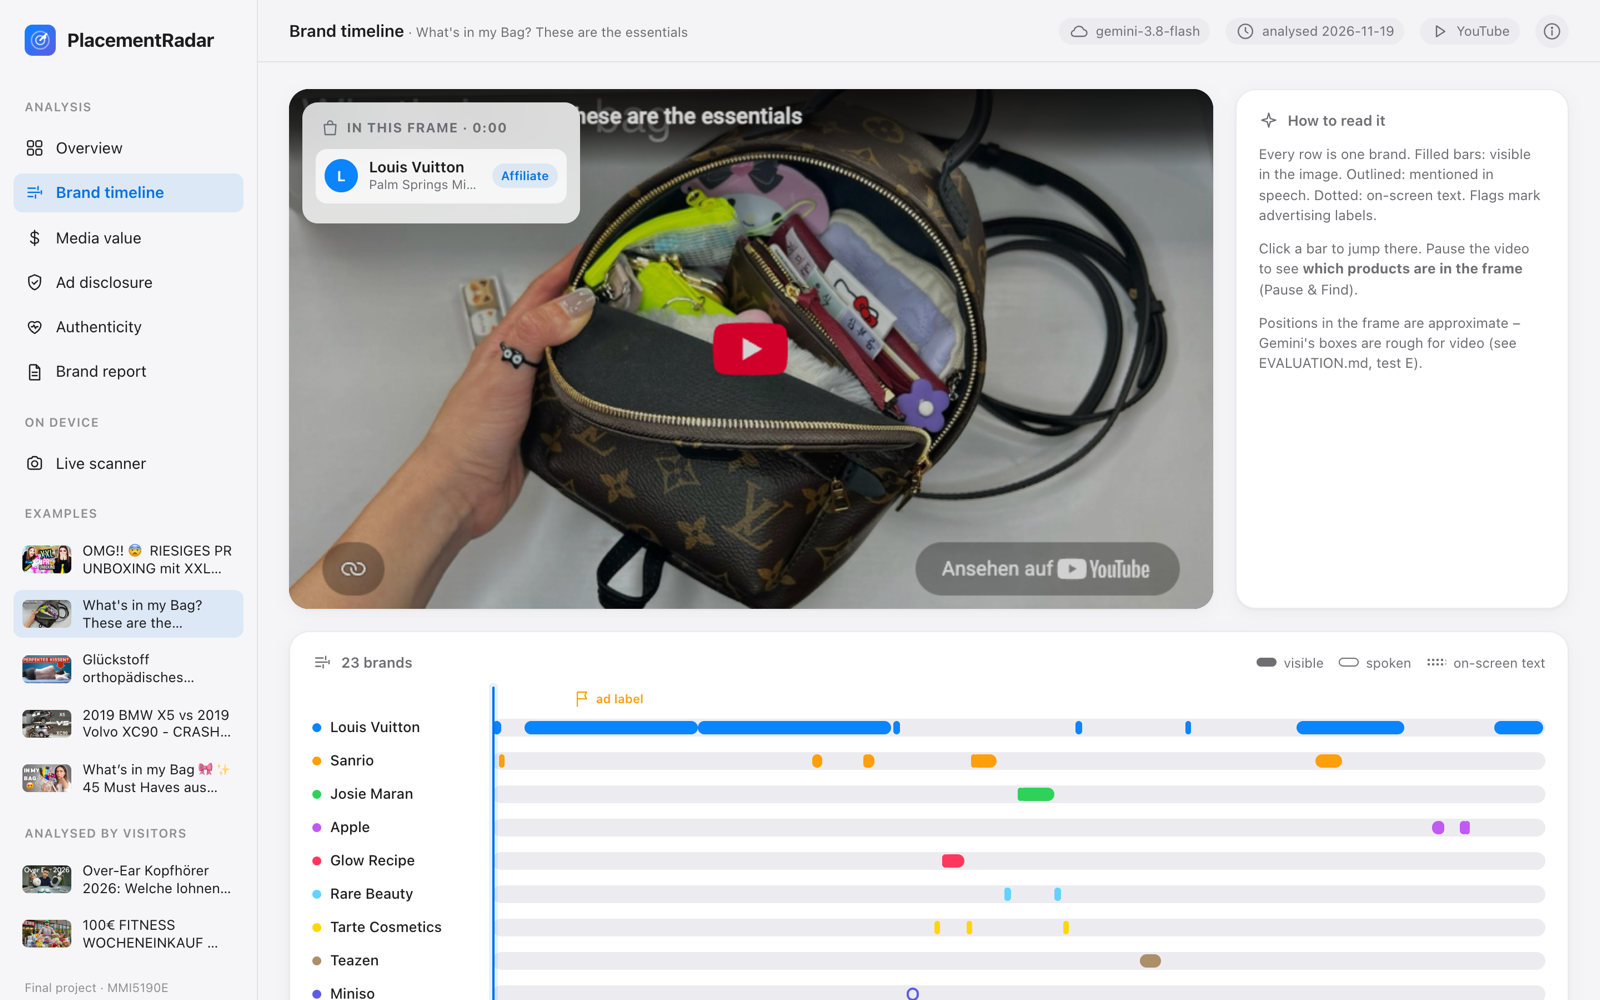 PlacementRadar
ANALYSIS
Overview
Brand timeline
Media value
Ad disclosure
Authenticity
Brand report
ON DEVICE
Live scanner
EXAMPLES
OMG!! 😨 RIESIGES PR
UNBOXING mit XXL...
What's in my Bag?
These are the...
Glückstoff
orthopädisches...
2019 BMW X5 vs 2019
Volvo XC90 - CRASH...
What's in my Bag 🎀✨
45 Must Haves aus...
ANALYSED BY VISITORS
Over-Ear Kopfhörer
2026: Welche lohnen...
100€ FITNESS
WOCHENEINKAUF ...
Final project · MMI5190E
Brand timeline · What's in my Bag? These are the essentials
gemini-3.8-flash
analysed 2026-11-19
YouTube
hese are the essentials
bag
IN THIS FRAME · 0:00
L
Louis Vuitton
Palm Springs Mi...
Affiliate
Ansehen auf YouTube
How to read it
Every row is one brand. Filled bars: visible
in the image. Outlined: mentioned in
speech. Dotted: on-screen text. Flags mark
advertising labels.
Click a bar to jump there. Pause the video
to see which products are in the frame
(Pause & Find).
Positions in the frame are approximate –
Gemini's boxes are rough for video (see
EVALUATION.md, test E).
23 brands
visible
spoken
on-screen text
ad label
Louis Vuitton
Sanrio
Josie Maran
Apple
Glow Recipe
Rare Beauty
Tarte Cosmetics
Teazen
Miniso